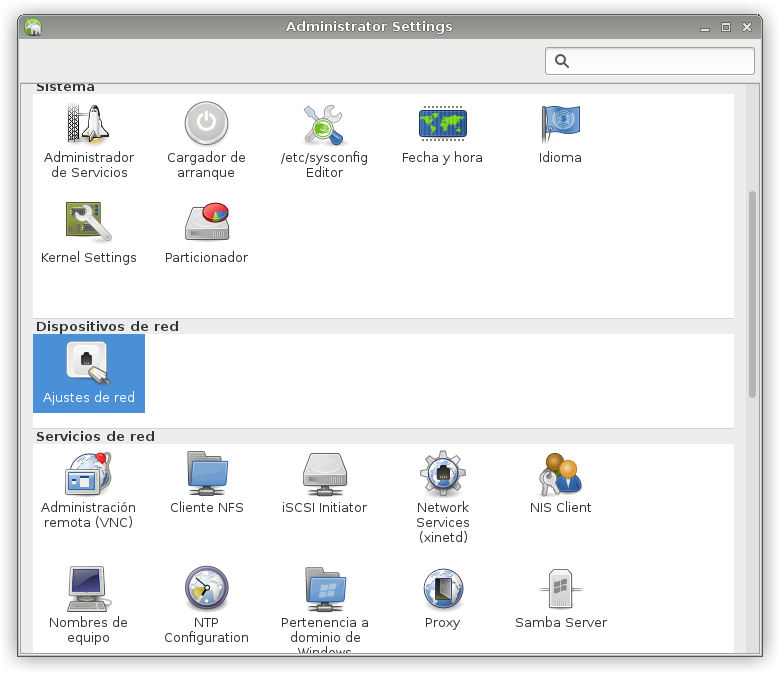 Administrator Settings
Sistema
Administrador
de Servicios
Cargador de
arranque
/etc/sysconfig
Editor
Fecha y hora
Idioma
Kernel Settings
Particionador
Dispositivos de red
Ajustes de red
Servicios de red
Administración
remota (VNC)
Cliente NFS
iSCSI Initiator
Network
Services
(xinetd)
NIS Client
Nombres de
equipo
NTP
Configuration
Pertenencia a
dominio de
Windows
Proxy
Samba Server